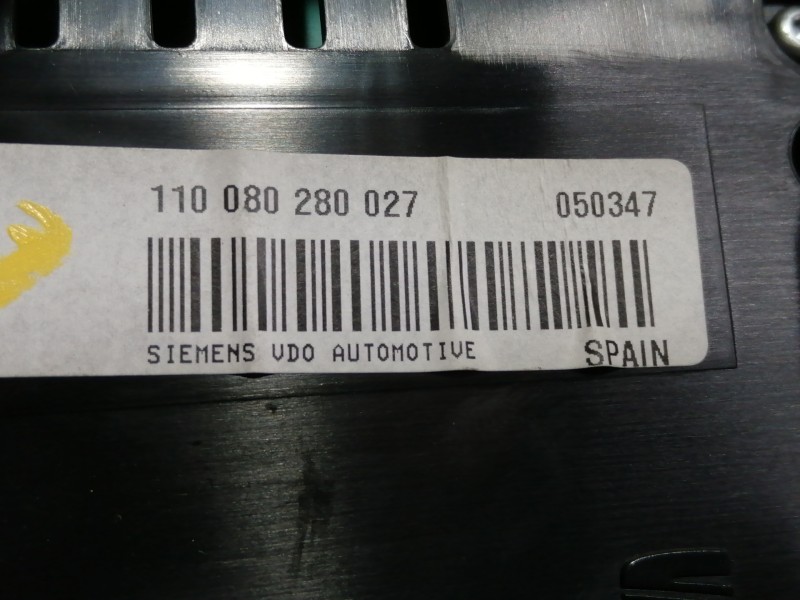 110 080 280 027 050347
SIEMENS VDO AUTOMOTIVE SPAIN